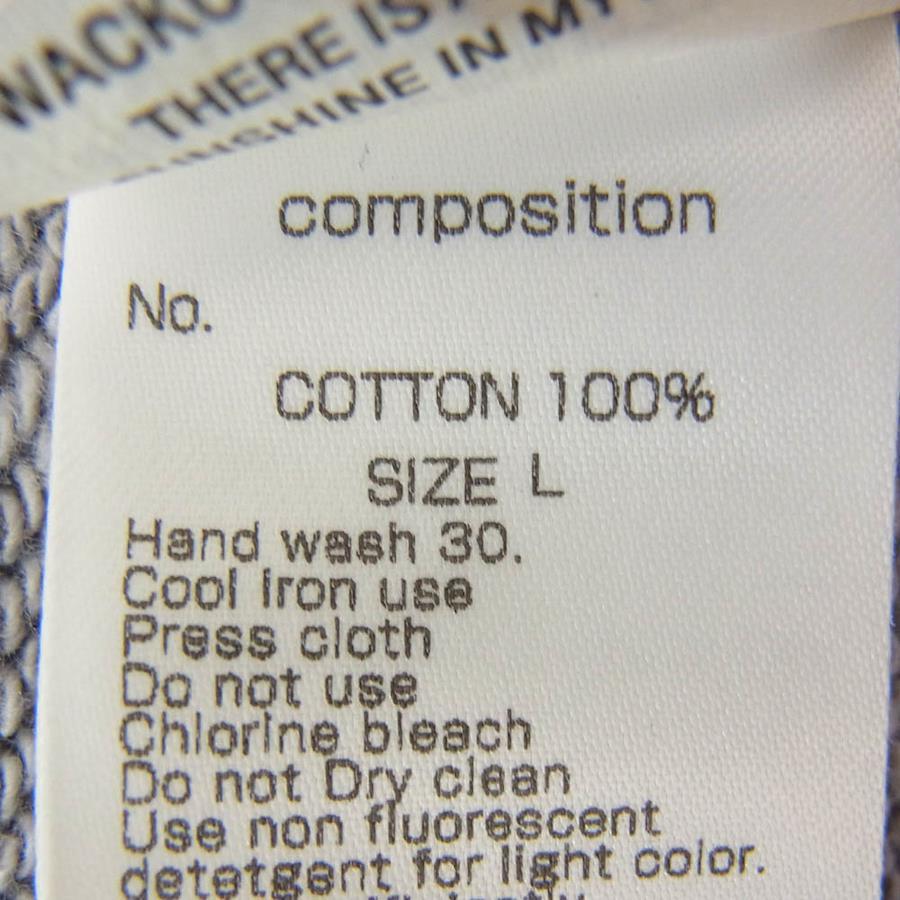 WACKO
THERE IS
SUNSHINE IN MY
composition
No.
COTTON 100%
SIZE L
Hand wash 30.
Cool Iron use
Press cloth
Do not use
Chlorine bleach
Do not Dry clean
Use non fluorescent
detetgent for light color.